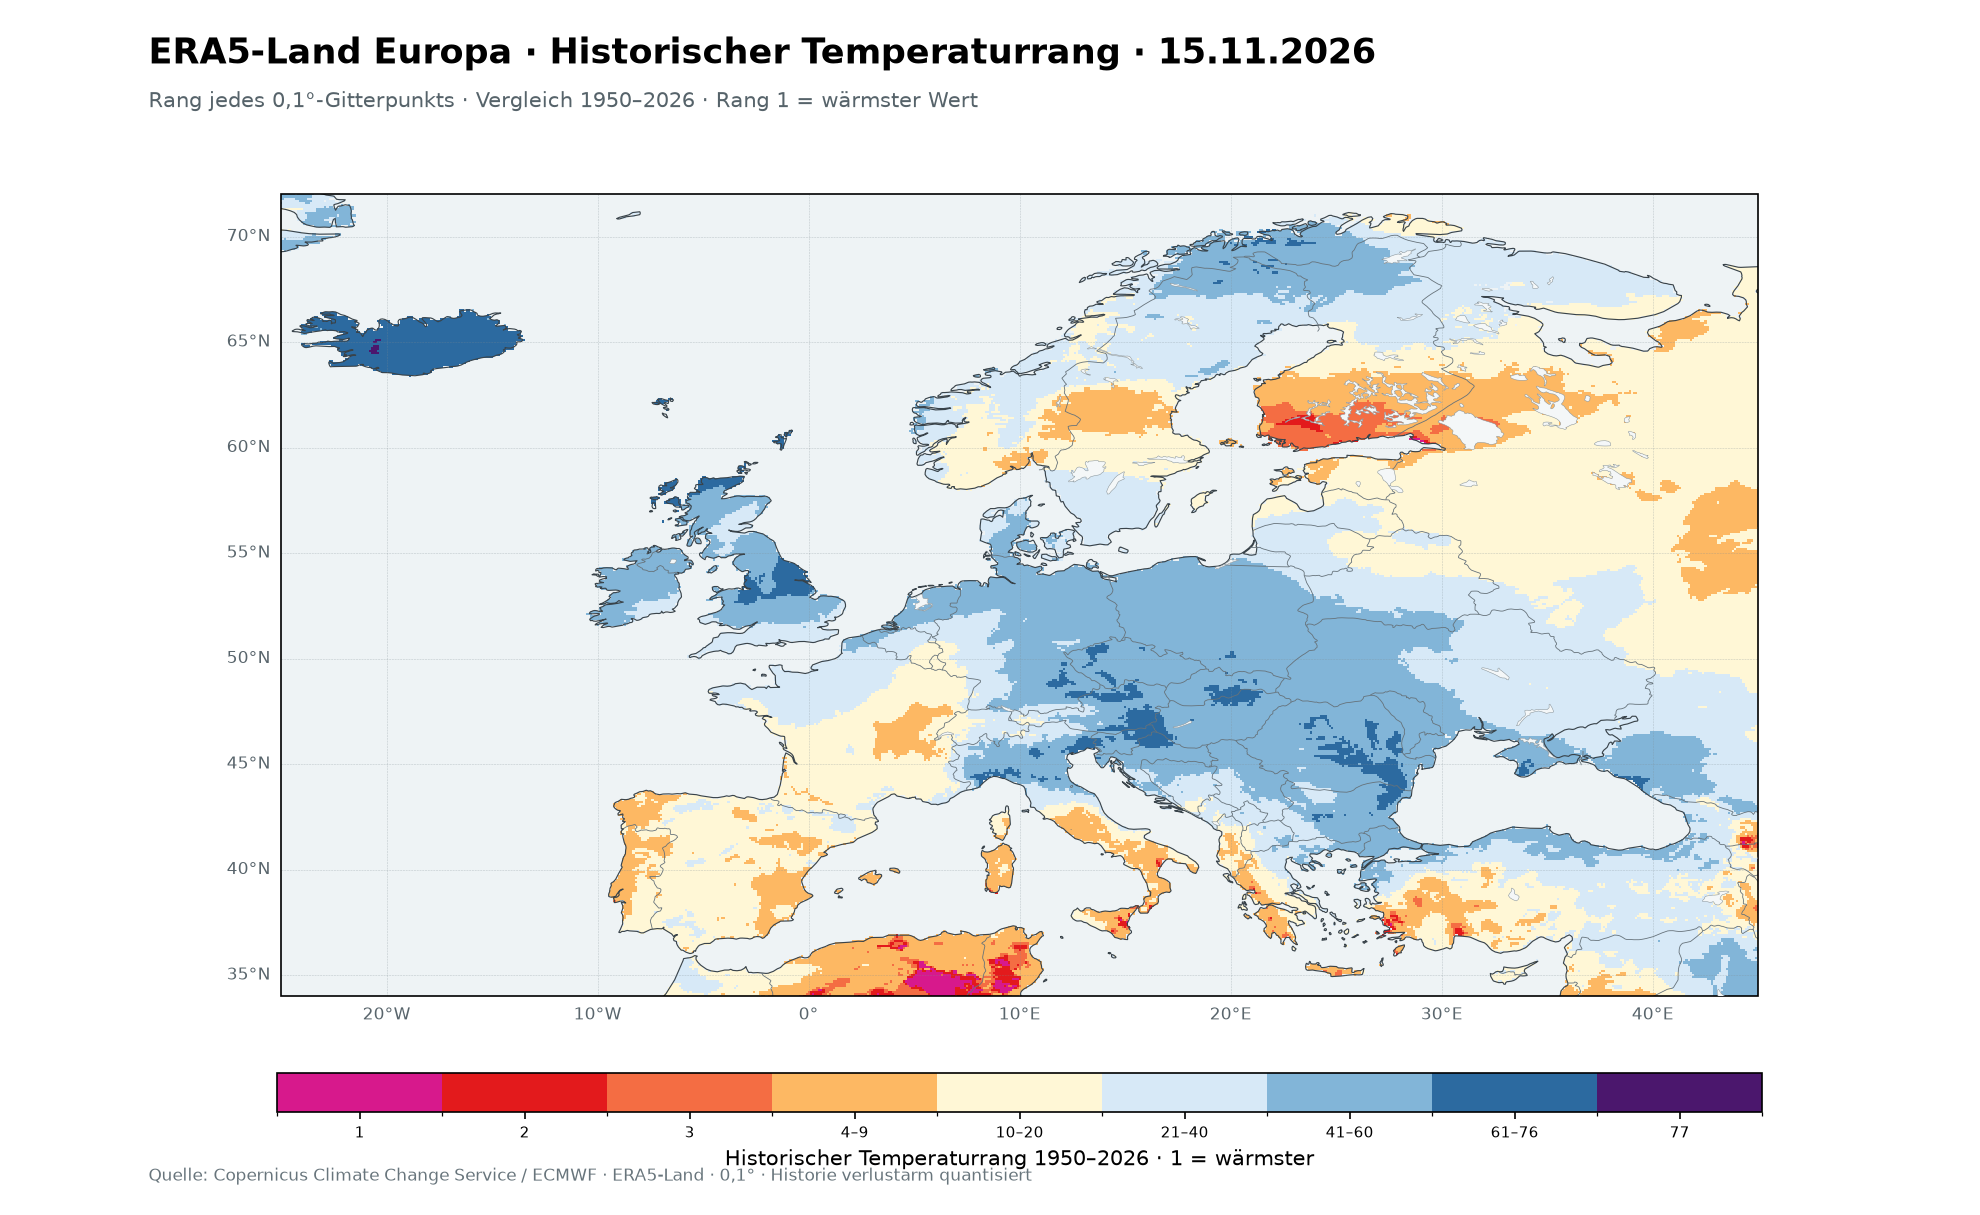 ERA5-Land Europa · Historischer Temperaturrang · 15.11.2026
Rang jedes 0,1°-Gitterpunkts · Vergleich 1950–2026 · Rang 1 = wärmster Wert
70°N
65°N
60°N
55°N
50°N
45°N
40°N
35°N
20°W 10°W 0° 10°E 20°E 30°E 40°E
1 2 3 4–9 10–20 21–40 41–60 61–76 77
Historischer Temperaturrang 1950–2026 · 1 = wärmster
Quelle: Copernicus Climate Change Service / ECMWF · ERA5-Land · 0,1° · Historie verlustarm quantisiert